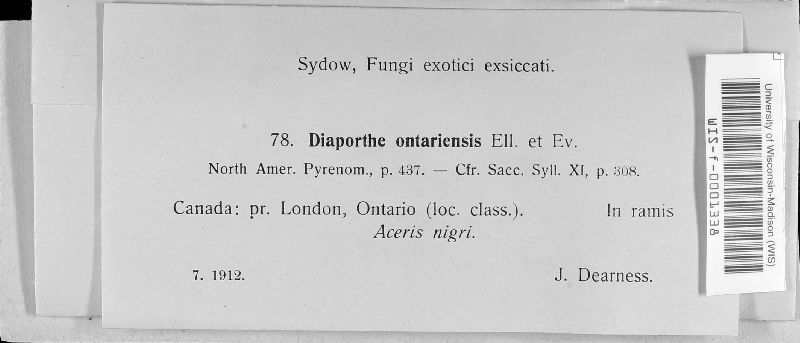 Sydow, Fungi exotici exsiccati.
78. Diaporthe ontariensis Ell. et Ev.
North Amer. Pyrenom., p. 437. — Cfr. Sacc. Syll. XI, p. 308.
Canada: pr. London, Ontario (loc. class.). In ramis
Aceris nigri.
7. 1912. J. Dearness.
University of Wisconsin-Madison (WIS)
WIS-f-0001338